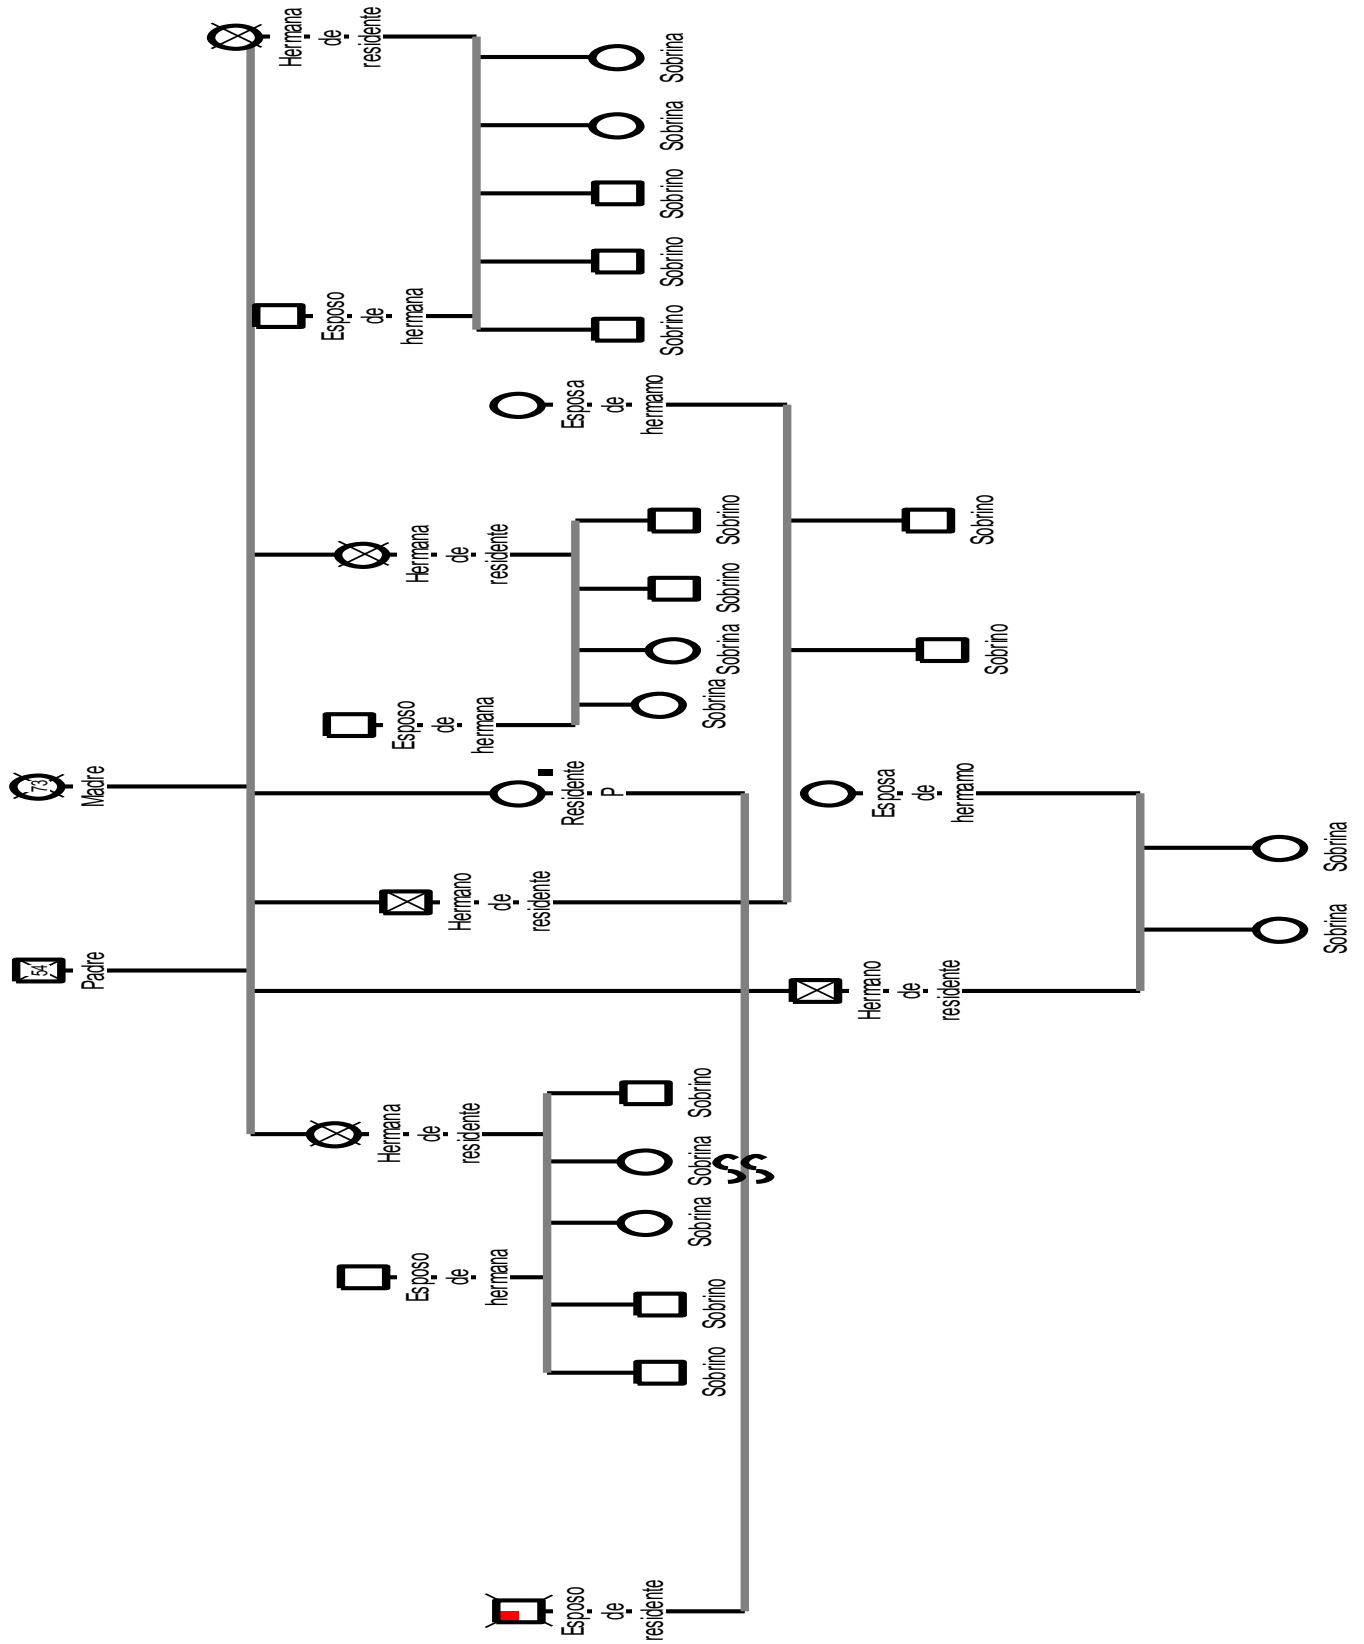 54
Padre
73
Madre
Hermana
de
residente
Esposo
de
hermana
Hermano
de
residente
Hermano
de
residente
Residente
P
Esposo
de
hermana
Hermana
de
residente
Esposo
de
hermana
Hermana
de
residente
Esposo
de
residente
Esposa
de
hermamo
Esposa
de
hermamo
Sobrino
Sobrino
Sobrina
Sobrina
Sobrino
Sobrina
Sobrina
Sobrino
Sobrino
Sobrino
Sobrino
Sobrino
Sobrina
Sobrina
Sobrino
Sobrino
Sobrina
Sobrina